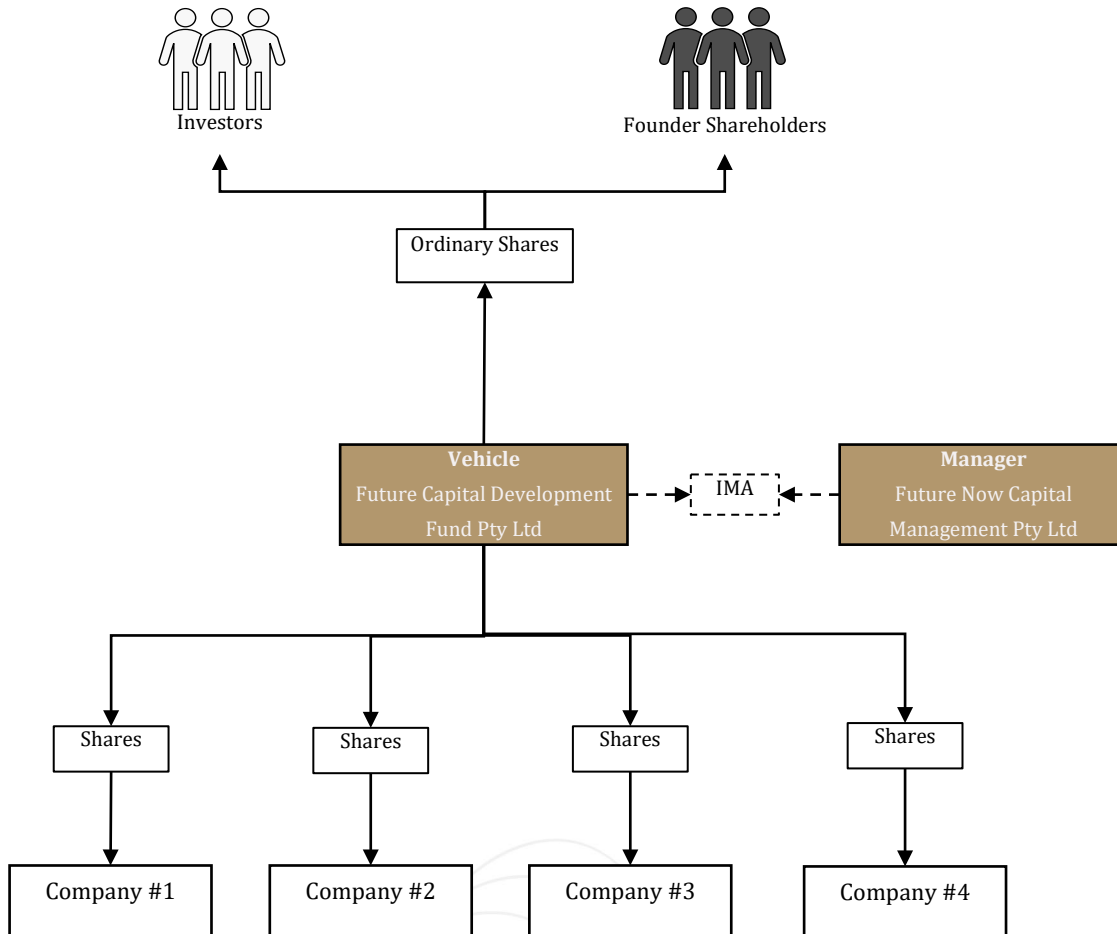 Investors
Founder Shareholders
Ordinary Shares
Vehicle
Future Capital Development
Fund Pty Ltd
IMA
Manager
Future Now Capital
Management Pty Ltd
Shares
Shares
Shares
Shares
Company #1
Company #2
Company #3
Company #4